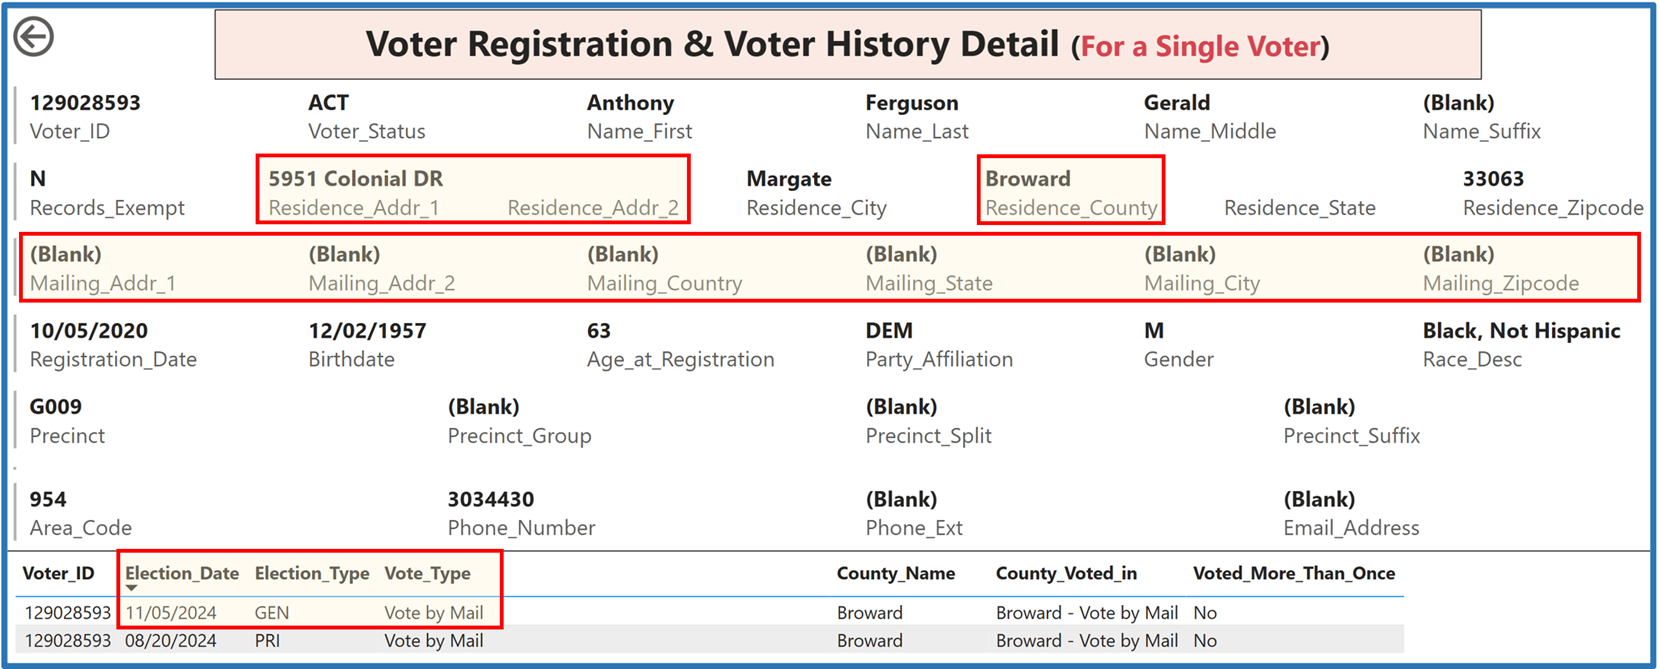 Voter Registration & Voter History Detail (For a Single Voter)
129028593 ACT Anthony Ferguson Gerald (Blank)
Voter_ID Voter_Status Name_First Name_Last Name_Middle Name_Suffix
N 5951 Colonial DR Margate Broward 33063
Records_Exempt Residence_Addr_1 Residence_Addr_2 Residence_City Residence_County Residence_State Residence_Zipcode
(Blank) (Blank) (Blank) (Blank) (Blank) (Blank)
Mailing_Addr_1 Mailing_Addr_2 Mailing_Country Mailing_State Mailing_City Mailing_Zipcode
10/05/2020 12/02/1957 63 DEM M Black, Not Hispanic
Registration_Date Birthdate Age_at_Registration Party_Affiliation Gender Race_Desc
G009 (Blank) (Blank) (Blank)
Precinct Precinct_Group Precinct_Split Precinct_Suffix
954 3034430 (Blank) (Blank)
Area_Code Phone_Number Phone_Ext Email_Address
Voter_ID Election_Date Election_Type Vote_Type County_Name County_Voted_in Voted_More_Than_Once
129028593 11/05/2024 GEN Vote by Mail Broward Broward - Vote by Mail No
129028593 08/20/2024 PRI Vote by Mail Broward Broward - Vote by Mail No